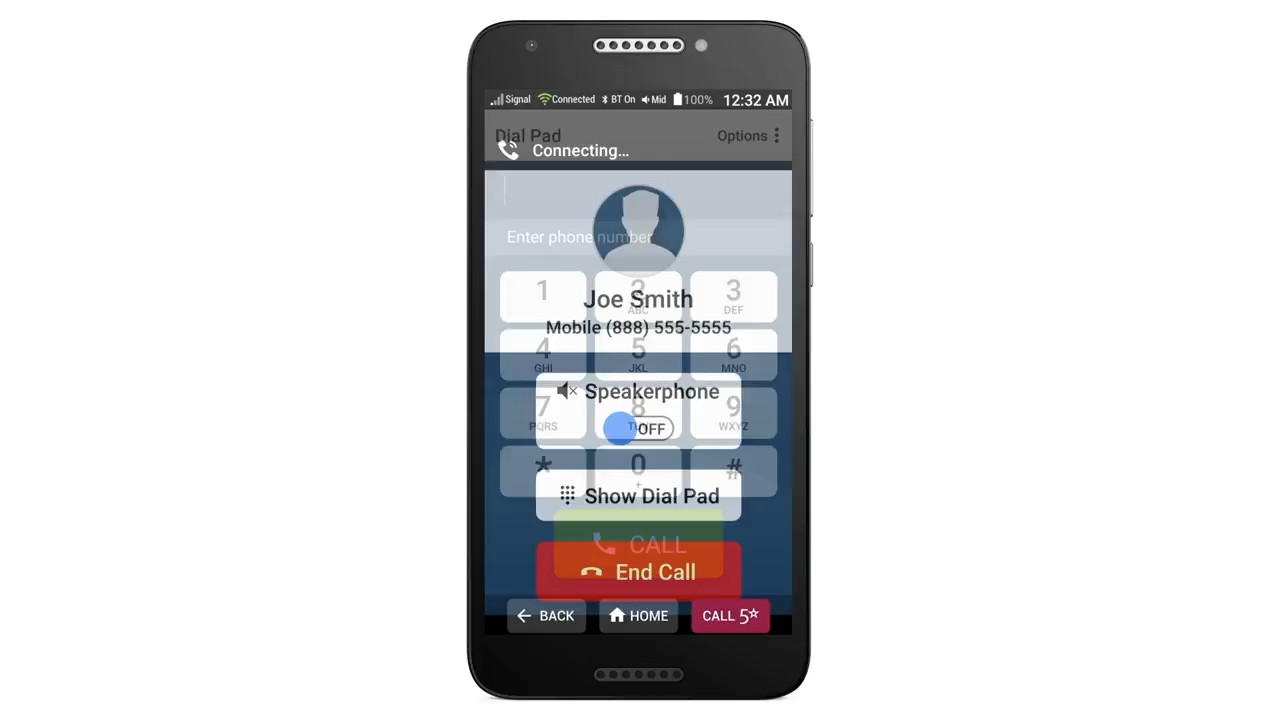 Signal Connected BT On Mid 100% 12:32 AM
Dial Pad Options
Connecting...
Enter phone number
1 2 ABC 3 DEF
Joe Smith
Mobile (888) 555-5555
4 GHI 5 JKL 6 MNO
Speakerphone
7 PQRS 8 TUV 9 WXYZ
OFF
* 0 + #
Show Dial Pad
CALL
End Call
BACK HOME CALL 5☆